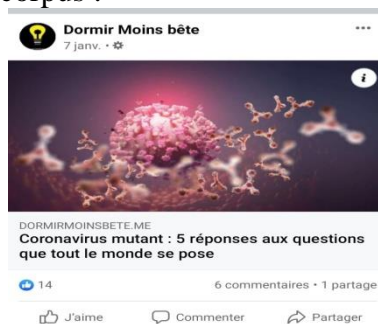 corpus :
Dormir Moins bête
7 janv. •
i
DORMIRMOINSBETE.ME
Coronavirus mutant : 5 réponses aux questions
que tout le monde se pose
14 6 commentaires • 1 partage
J'aime Commenter Partager